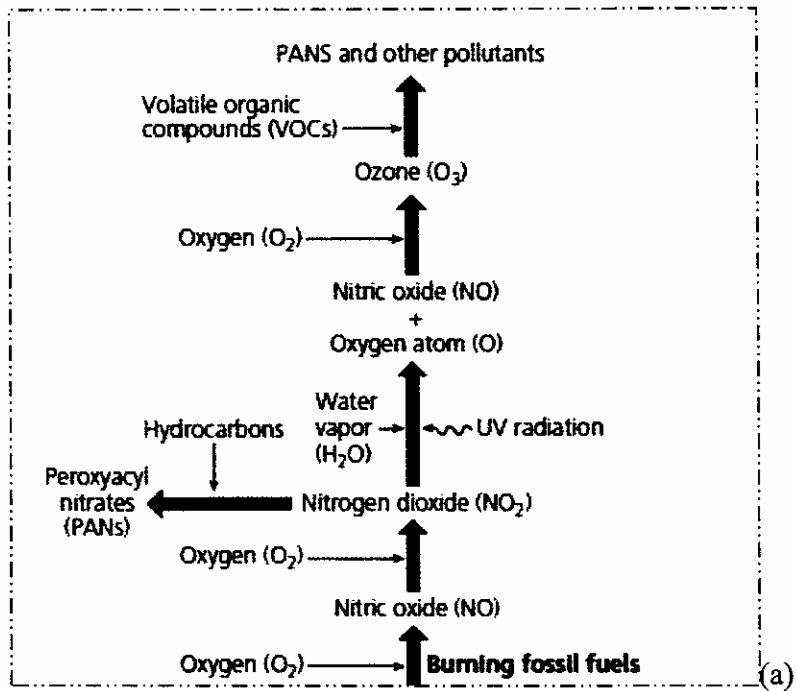 PANS and other pollutants
Volatile organic
compounds (VOCs)
Ozone (O₃)
Oxygen (O₂)
Nitric oxide (NO)
+
Oxygen atom (O)
Water
vapor
(H₂O)
UV radiation
Hydrocarbons
Peroxyacyl
nitrates
(PANs)
Nitrogen dioxide (NO₂)
Oxygen (O₂)
Nitric oxide (NO)
Oxygen (O₂)
Burning fossil fuels
(a)